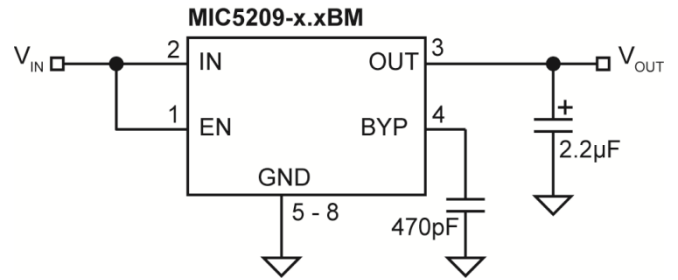 MIC5209-x.xBM
VIN 2 IN OUT 3 VOUT
1 EN BYP 4 +
2.2µF
GND
5 - 8
470pF